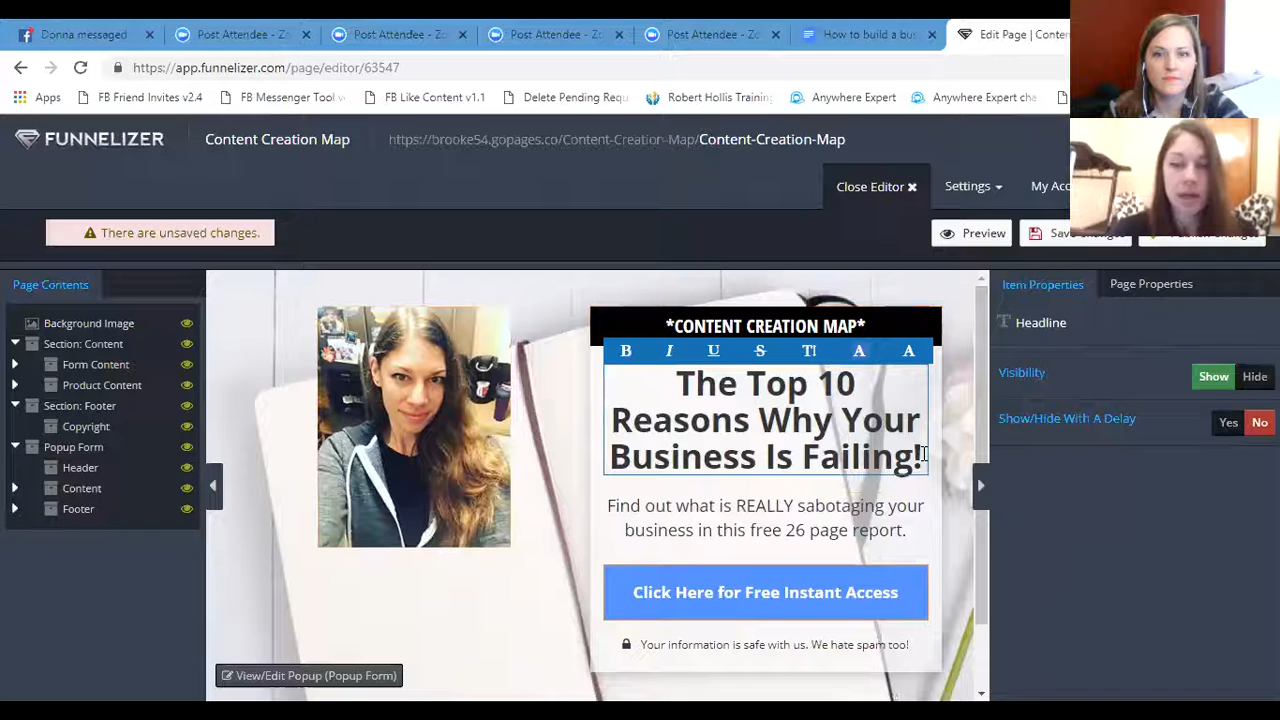 Donna messaged
Post Attendee - Zo
Post Attendee - Zo
Post Attendee - Zo
Post Attendee - Zo
How to build a bus
Edit Page | Conten
https://app.funnelizer.com/page/editor/63547
Apps
FB Friend Invites v2.4
FB Messenger Tool v
FB Like Content v1.1
Delete Pending Requ
Robert Hollis Training
Anywhere Expert
Anywhere Expert cha
FUNNELIZER
Content Creation Map
https://brooke54.gopages.co/Content-Creation-Map/Content-Creation-Map
Close Editor ✖
Settings
My Acc
There are unsaved changes.
Preview
Save Changes
Publish Changes
Page Contents
Background Image
Section: Content
Form Content
Product Content
Section: Footer
Copyright
Popup Form
Header
Content
Footer
*CONTENT CREATION MAP*
B I U S T A A
The Top 10
Reasons Why Your
Business Is Failing!
Find out what is REALLY sabotaging your
business in this free 26 page report.
Click Here for Free Instant Access
Your information is safe with us. We hate spam too!
View/Edit Popup (Popup Form)
Item Properties
Page Properties
T Headline
Visibility
Show
Hide
Show/Hide With A Delay
Yes
No